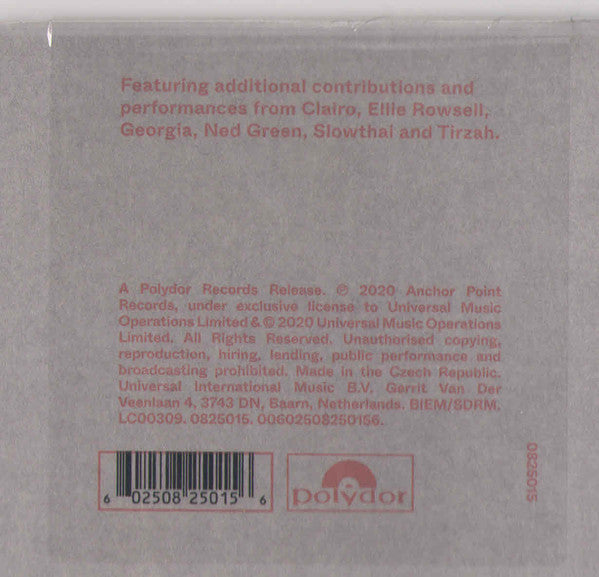 Featuring additional contributions and
performances from Clairo, Ellie Rowsell,
Georgia, Ned Green, Slowthai and Tirzah.
A Polydor Records Release. ℗ 2020 Anchor Point
Records, under exclusive license to Universal Music
Operations Limited & © 2020 Universal Music Operations
Limited. All Rights Reserved. Unauthorised copying,
reproduction, hiring, lending, public performance and
broadcasting prohibited. Made in the Czech Republic.
Universal International Music B.V. Gerrit Van Der
Veenlaan 4, 3743 DN, Baarn, Netherlands. BIEM/SDRM.
LC00309. 0825015. 00602508250156.
6 02508 25015 6
polydor
0825015